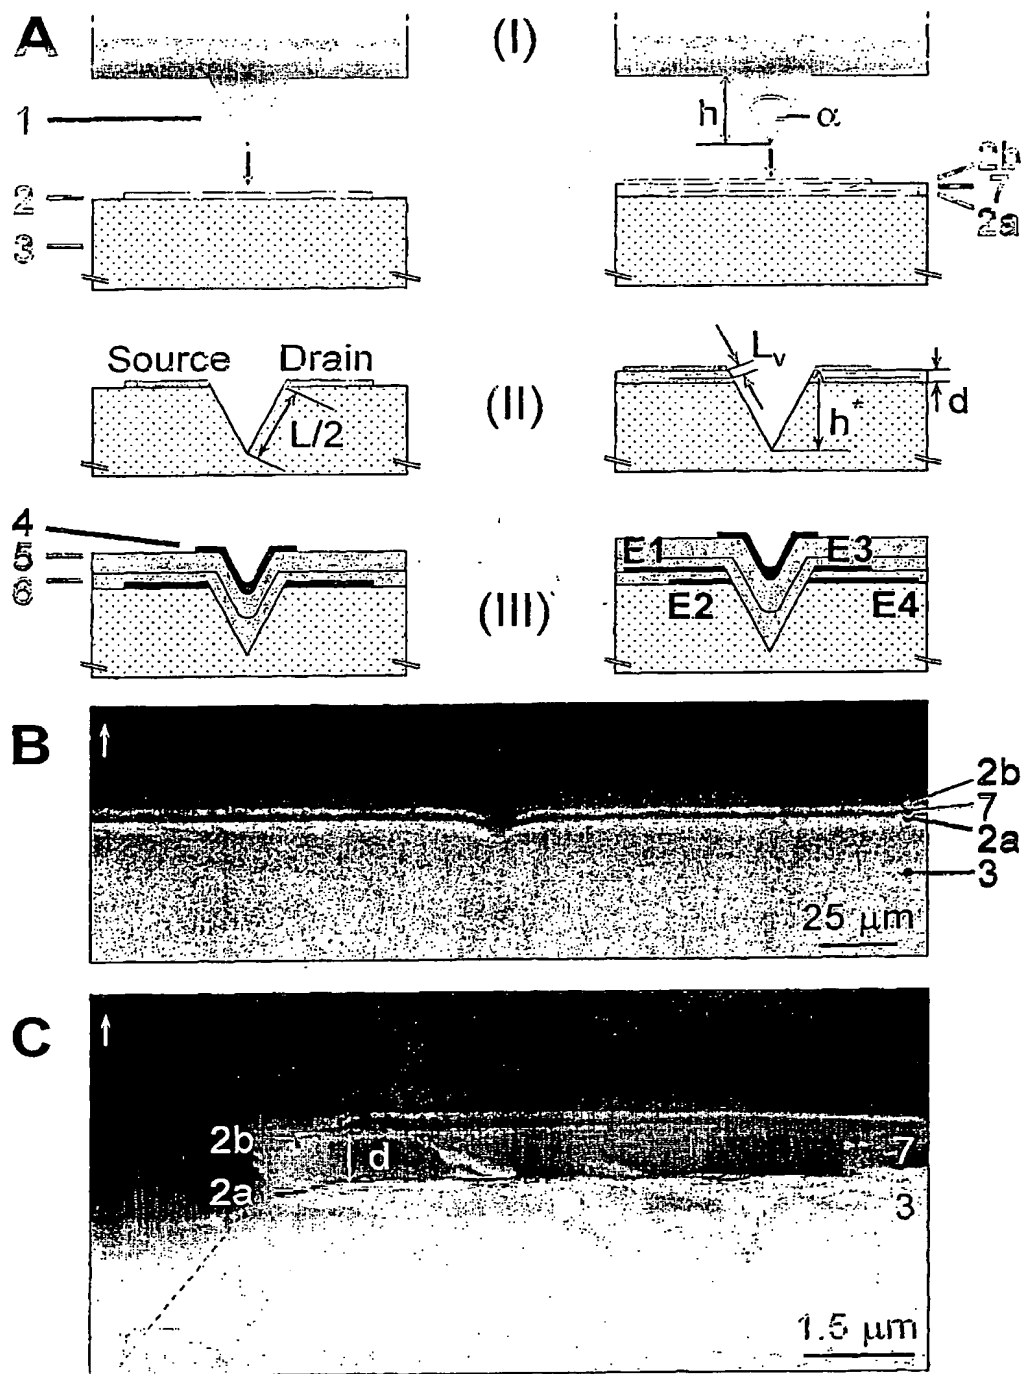 A
(I)
1
h
α
2
3
2b
7
2a
Source
Drain
L/2
(II)
Lv
h*
d
4
5
6
(III)
E1
E3
E2
E4
B
2b
7
2a
3
25 μm
C
2b
d
2a
7
3
1.5 μm